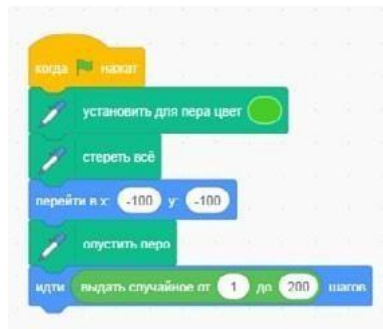 когда нажат
установить для пера цвет
стереть всё
перейти в x: -100 y: -100
опустить перо
идти выдать случайное от 1 до 200 шагов